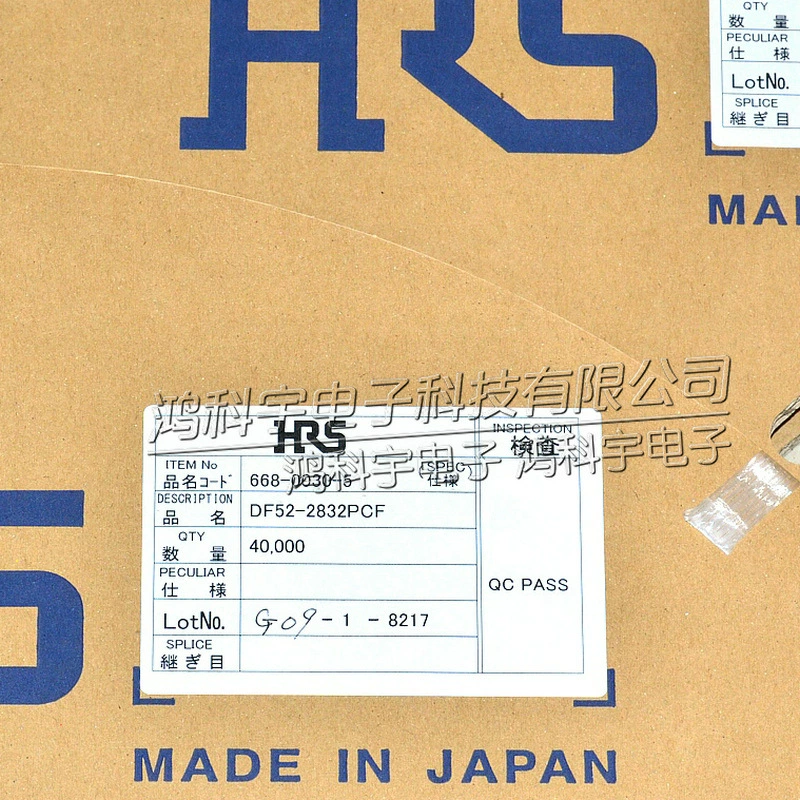 HRS
QTY
数 量
PECULIAR
仕 様
LotNo.
SPLICE
継ぎ目
MA
鸿科宇电子科技有限公司
HRS
INSPECTION
検査
鸿科宇电子 鸿科宇电子
ITEM No
品名コード 668-0030-5 仕様
DESCRIPTION
品 名 DF52-2832PCF
QTY
数 量 40,000
PECULIAR
仕 様
QC PASS
LotNo. G09-1-8217
SPLICE
継ぎ目
S
MADE IN JAPAN